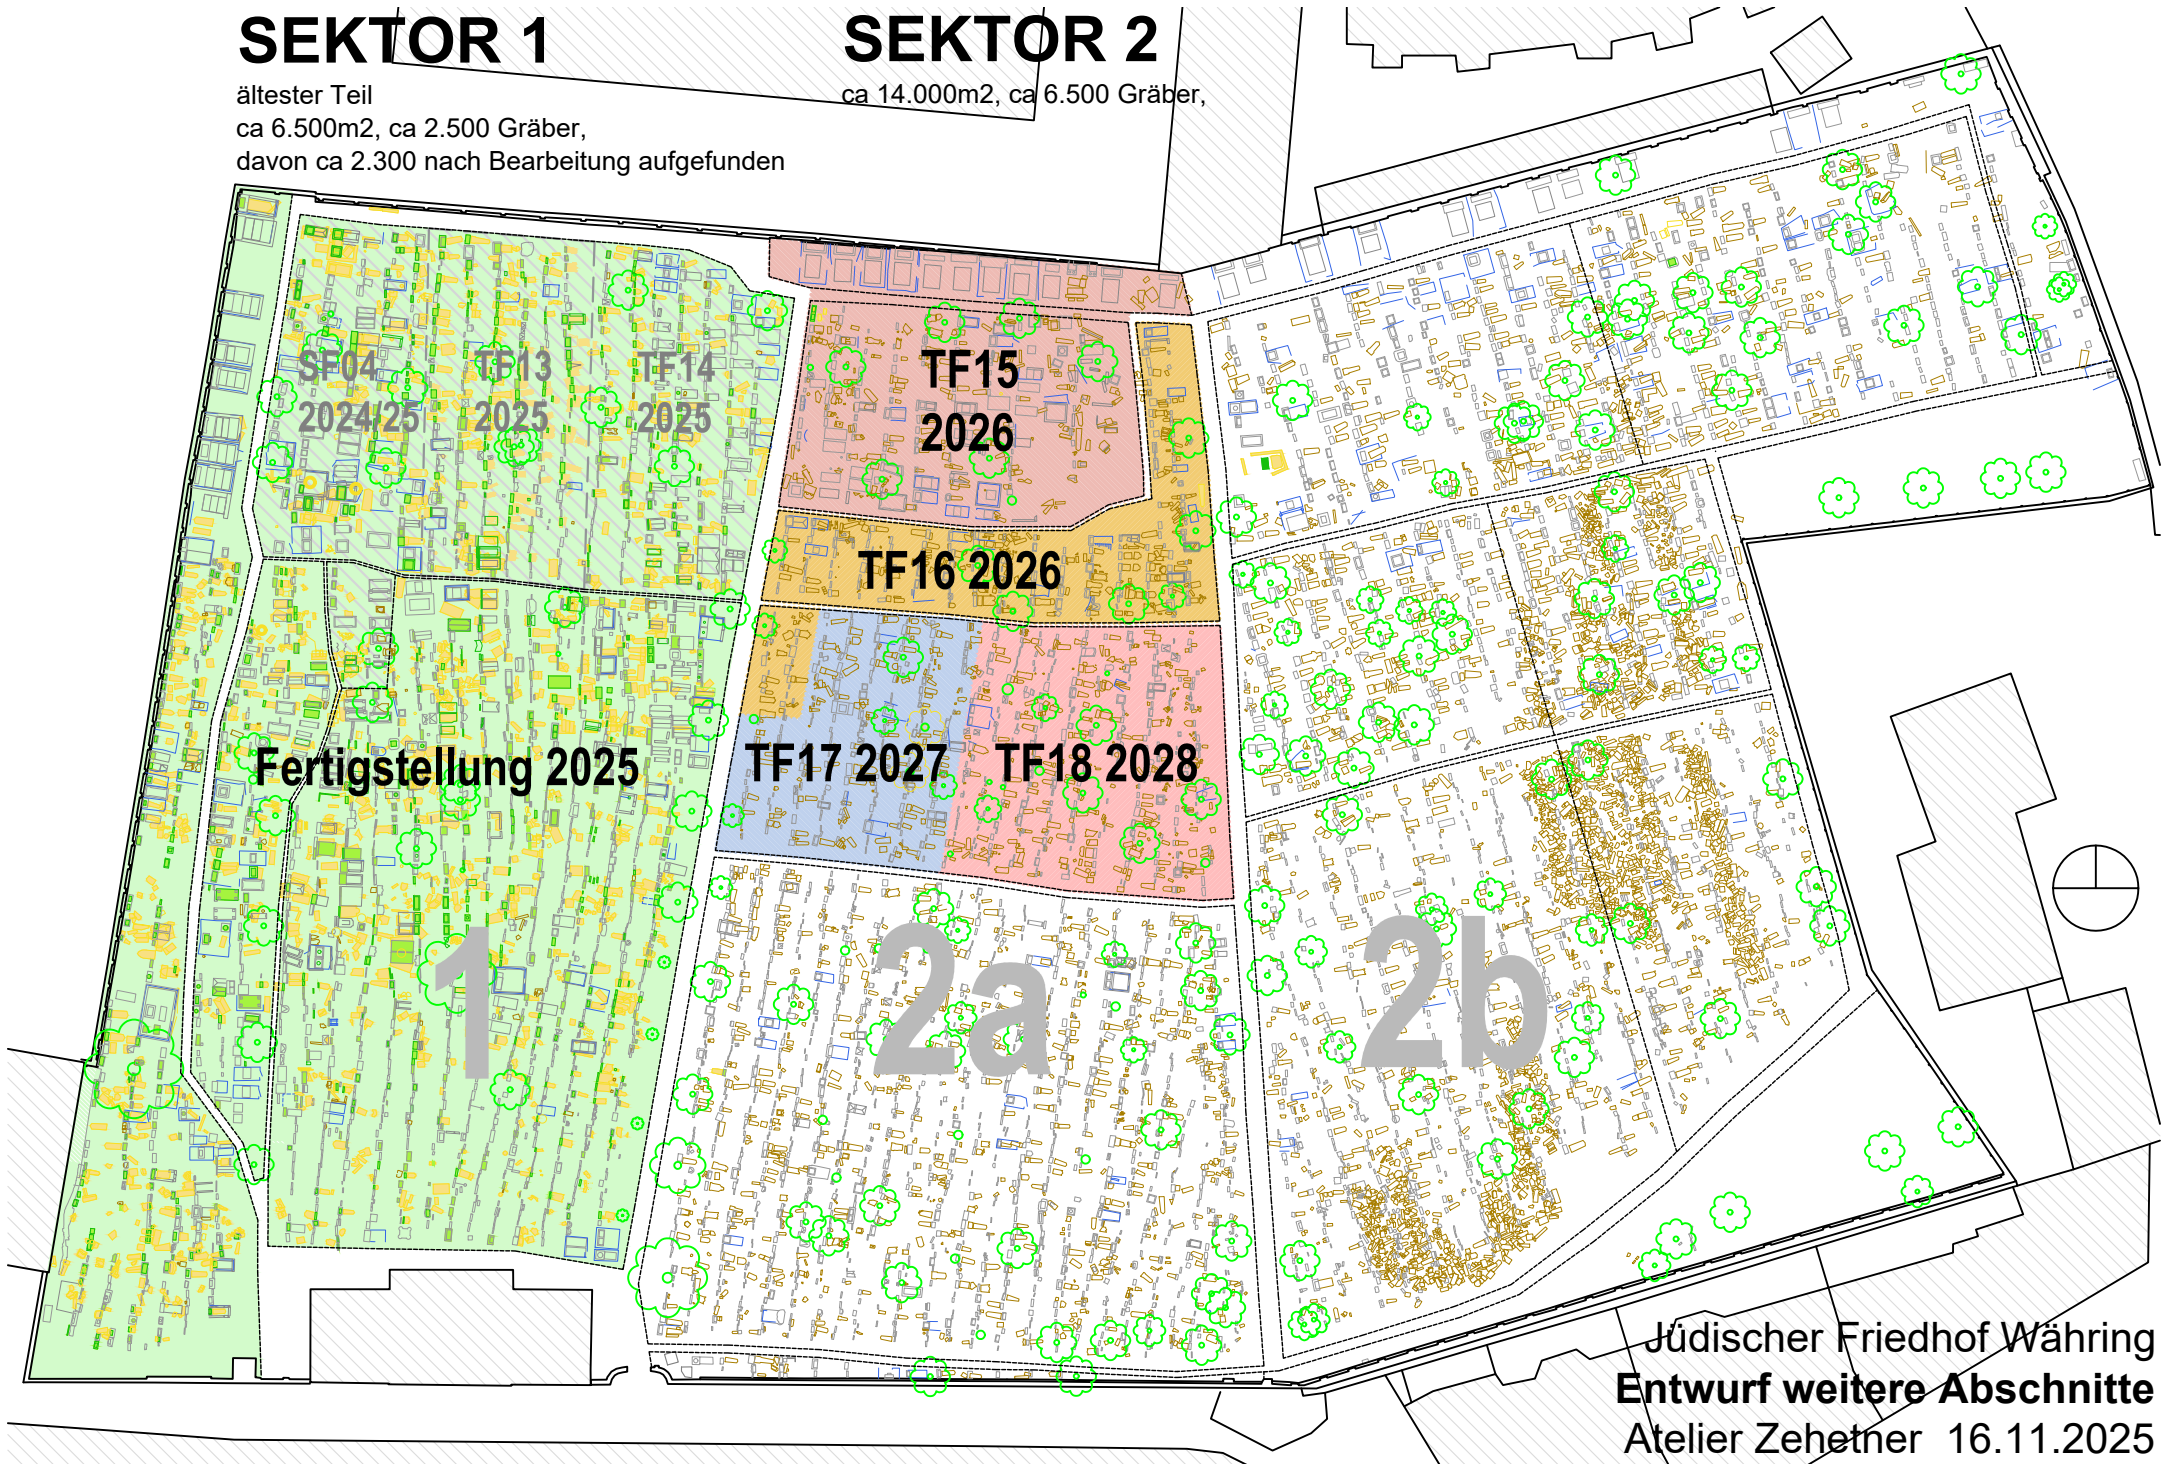 SEKTOR 1
ältester Teil
ca 6.500m2, ca 2.500 Gräber,
davon ca 2.300 nach Bearbeitung aufgefunden
SEKTOR 2
ca 14.000m2, ca 6.500 Gräber,
SF04
2024/25
TF13
2025
TF14
2025
TF15
2026
TF16 2026
TF17 2027
TF18 2028
Fertigstellung 2025
1
2a
2b
Jüdischer Friedhof Währing
Entwurf weitere Abschnitte
Atelier Zehetner 16.11.2025